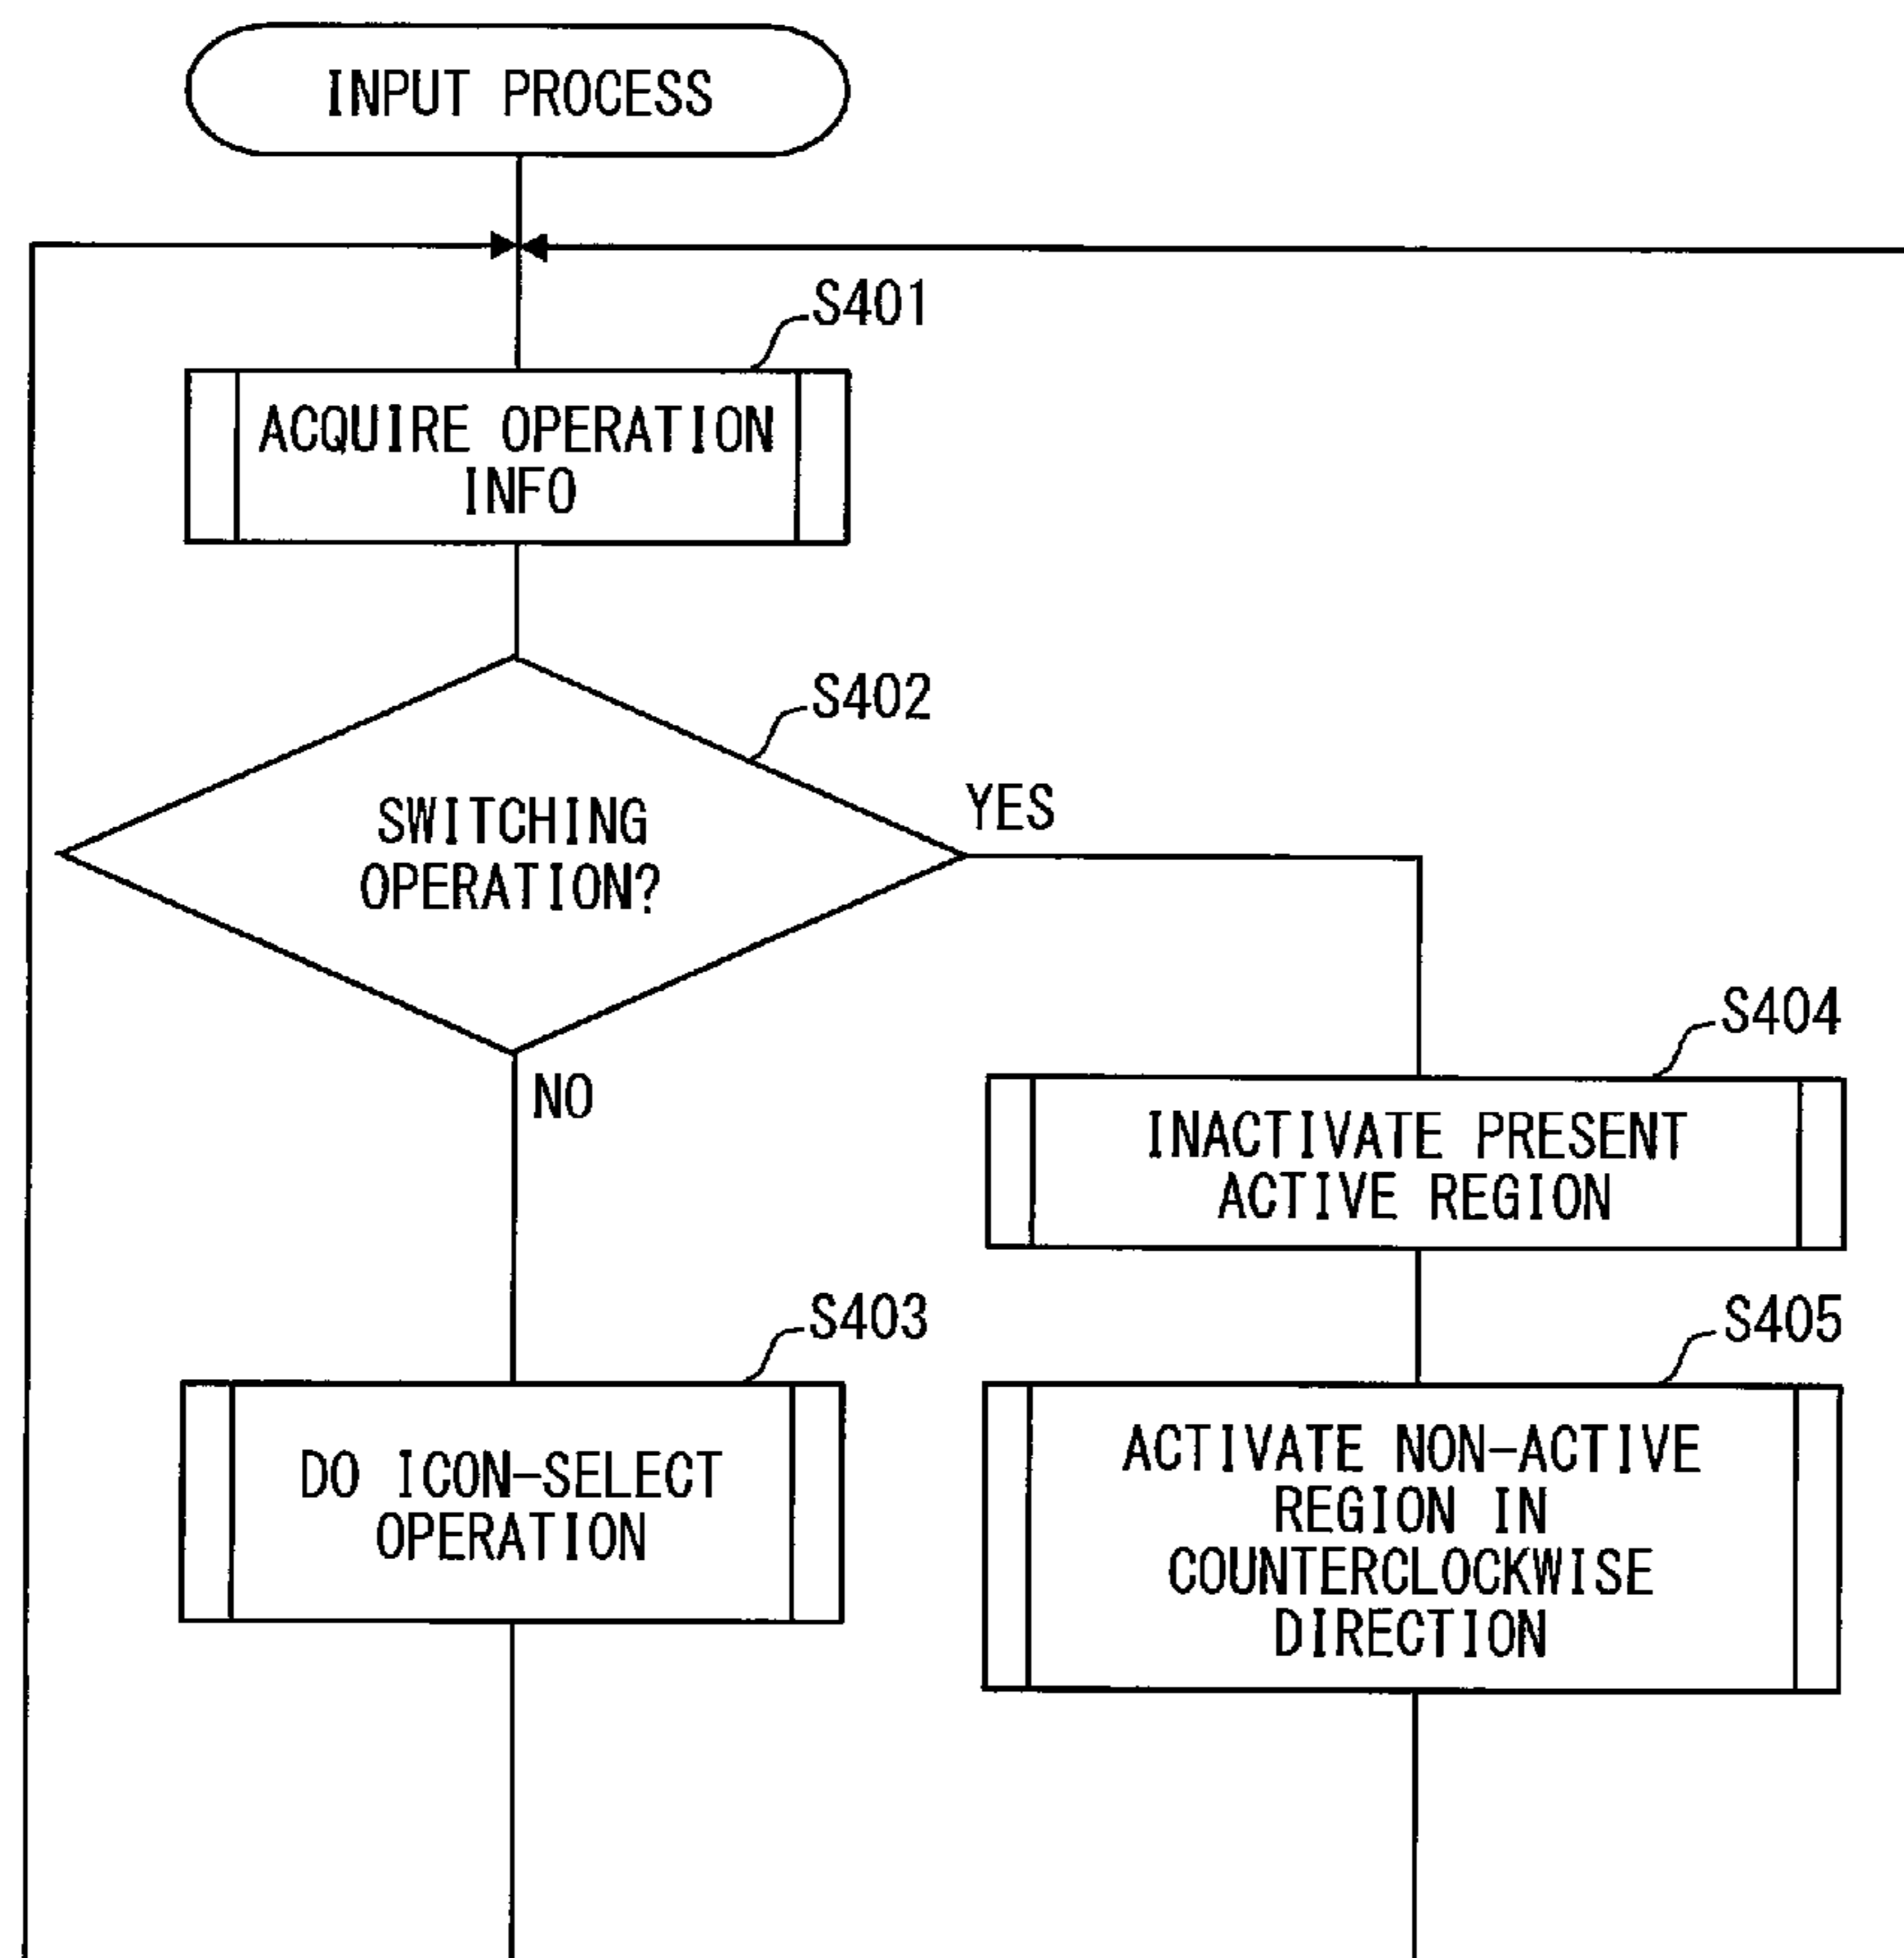 INPUT PROCESS
S401
ACQUIRE OPERATION
INFO
S402
SWITCHING
OPERATION?
YES
NO
S404
INACTIVATE PRESENT
ACTIVE REGION
S403
DO ICON-SELECT
OPERATION
S405
ACTIVATE NON-ACTIVE
REGION IN
COUNTERCLOCKWISE
DIRECTION